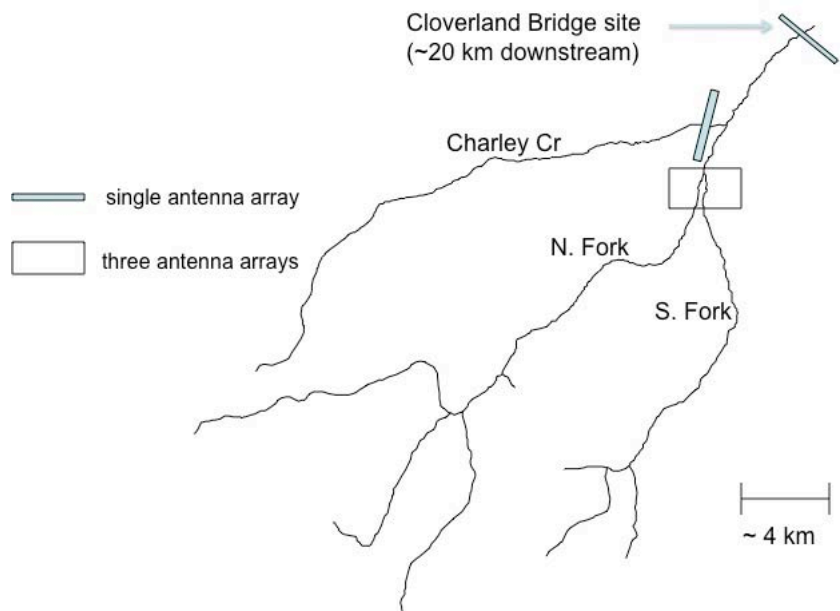 Cloverland Bridge site
(~20 km downstream)
Charley Cr
single antenna array
N. Fork
three antenna arrays
S. Fork
~ 4 km